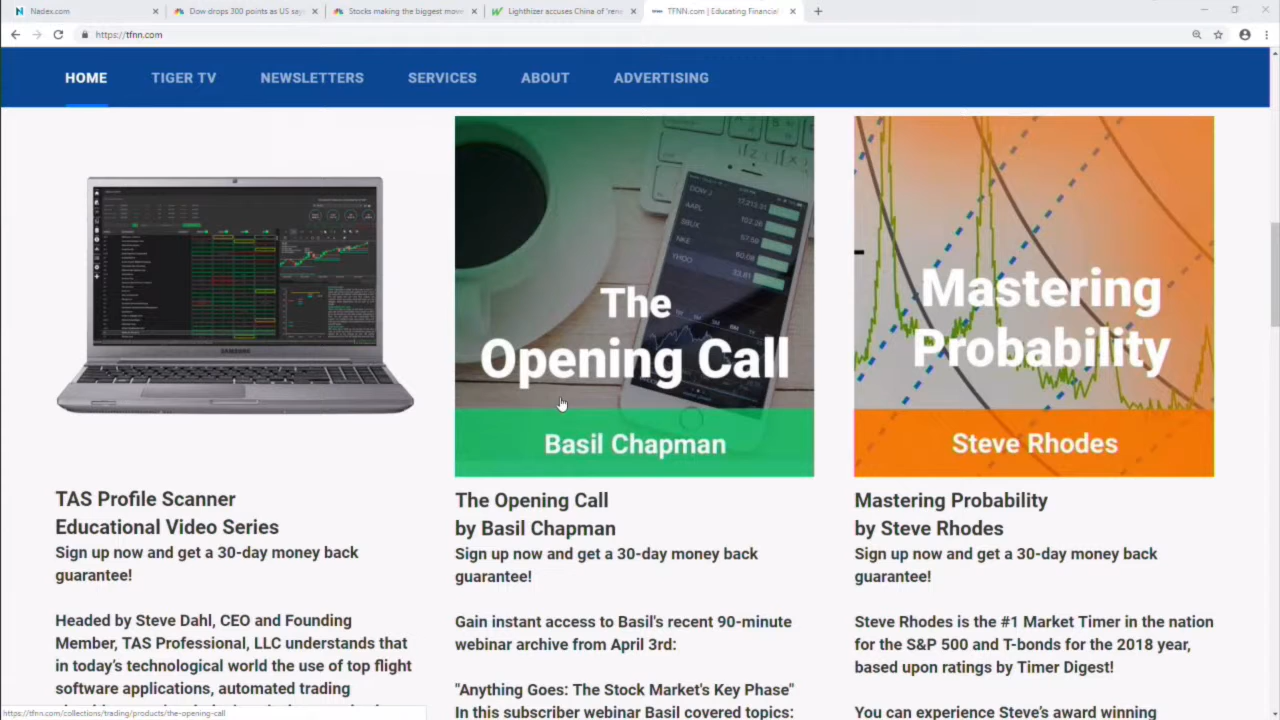 Nadex.com
Dow drops 300 points as US say
Stocks making the biggest mov
Lighthizer accuses China of 'ren
TFNN.com | Educating Financial
https://tfnn.com
HOME
TIGER TV
NEWSLETTERS
SERVICES
ABOUT
ADVERTISING
SAMSUNG
DOW J
AAPL
SBUX
NKE
YHOO
The
Opening Call
Basil Chapman
Mastering
Probability
Steve Rhodes
TAS Profile Scanner
Educational Video Series
Sign up now and get a 30-day money back
guarantee!
Headed by Steve Dahl, CEO and Founding
Member, TAS Professional, LLC understands that
in today's technological world the use of top flight
software applications, automated trading
The Opening Call
by Basil Chapman
Sign up now and get a 30-day money back
guarantee!
Gain instant access to Basil's recent 90-minute
webinar archive from April 3rd:
"Anything Goes: The Stock Market's Key Phase"
In this subscriber webinar Basil covered topics:
Mastering Probability
by Steve Rhodes
Sign up now and get a 30-day money back
guarantee!
Steve Rhodes is the #1 Market Timer in the nation
for the S&P 500 and T-bonds for the 2018 year,
based upon ratings by Timer Digest!
You can experience Steve's award winning
https://tfnn.com/collections/trading/products/the-opening-call